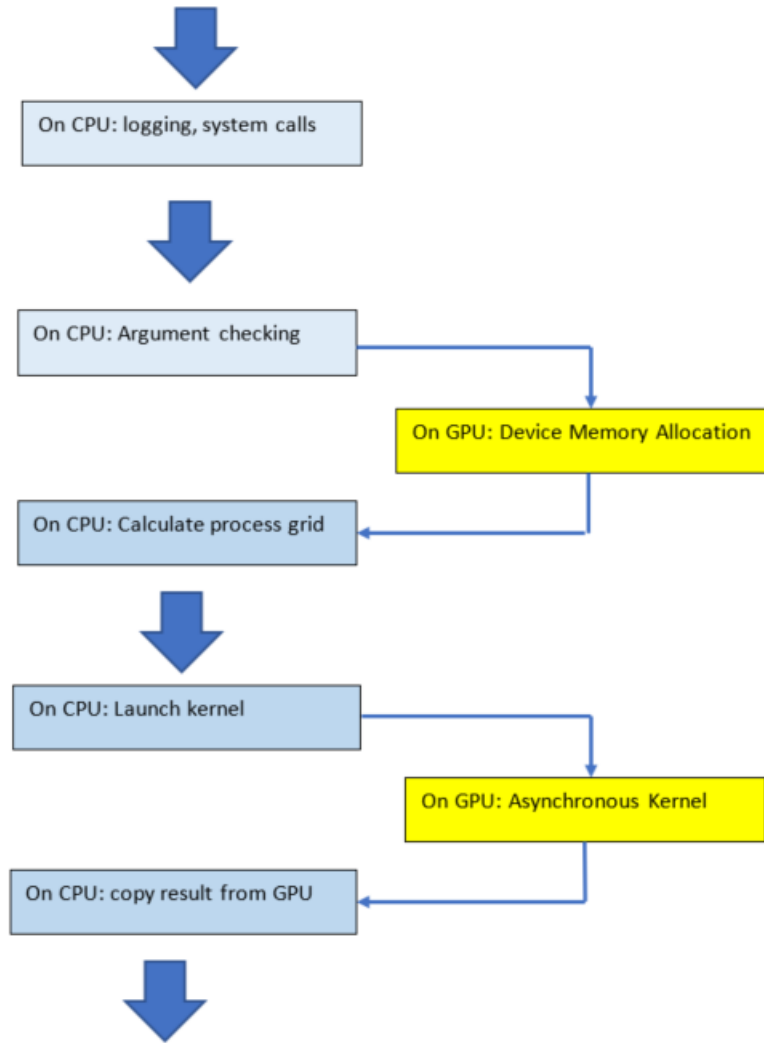 On CPU: logging, system calls
On CPU: Argument checking
On GPU: Device Memory Allocation
On CPU: Calculate process grid
On CPU: Launch kernel
On GPU: Asynchronous Kernel
On CPU: copy result from GPU